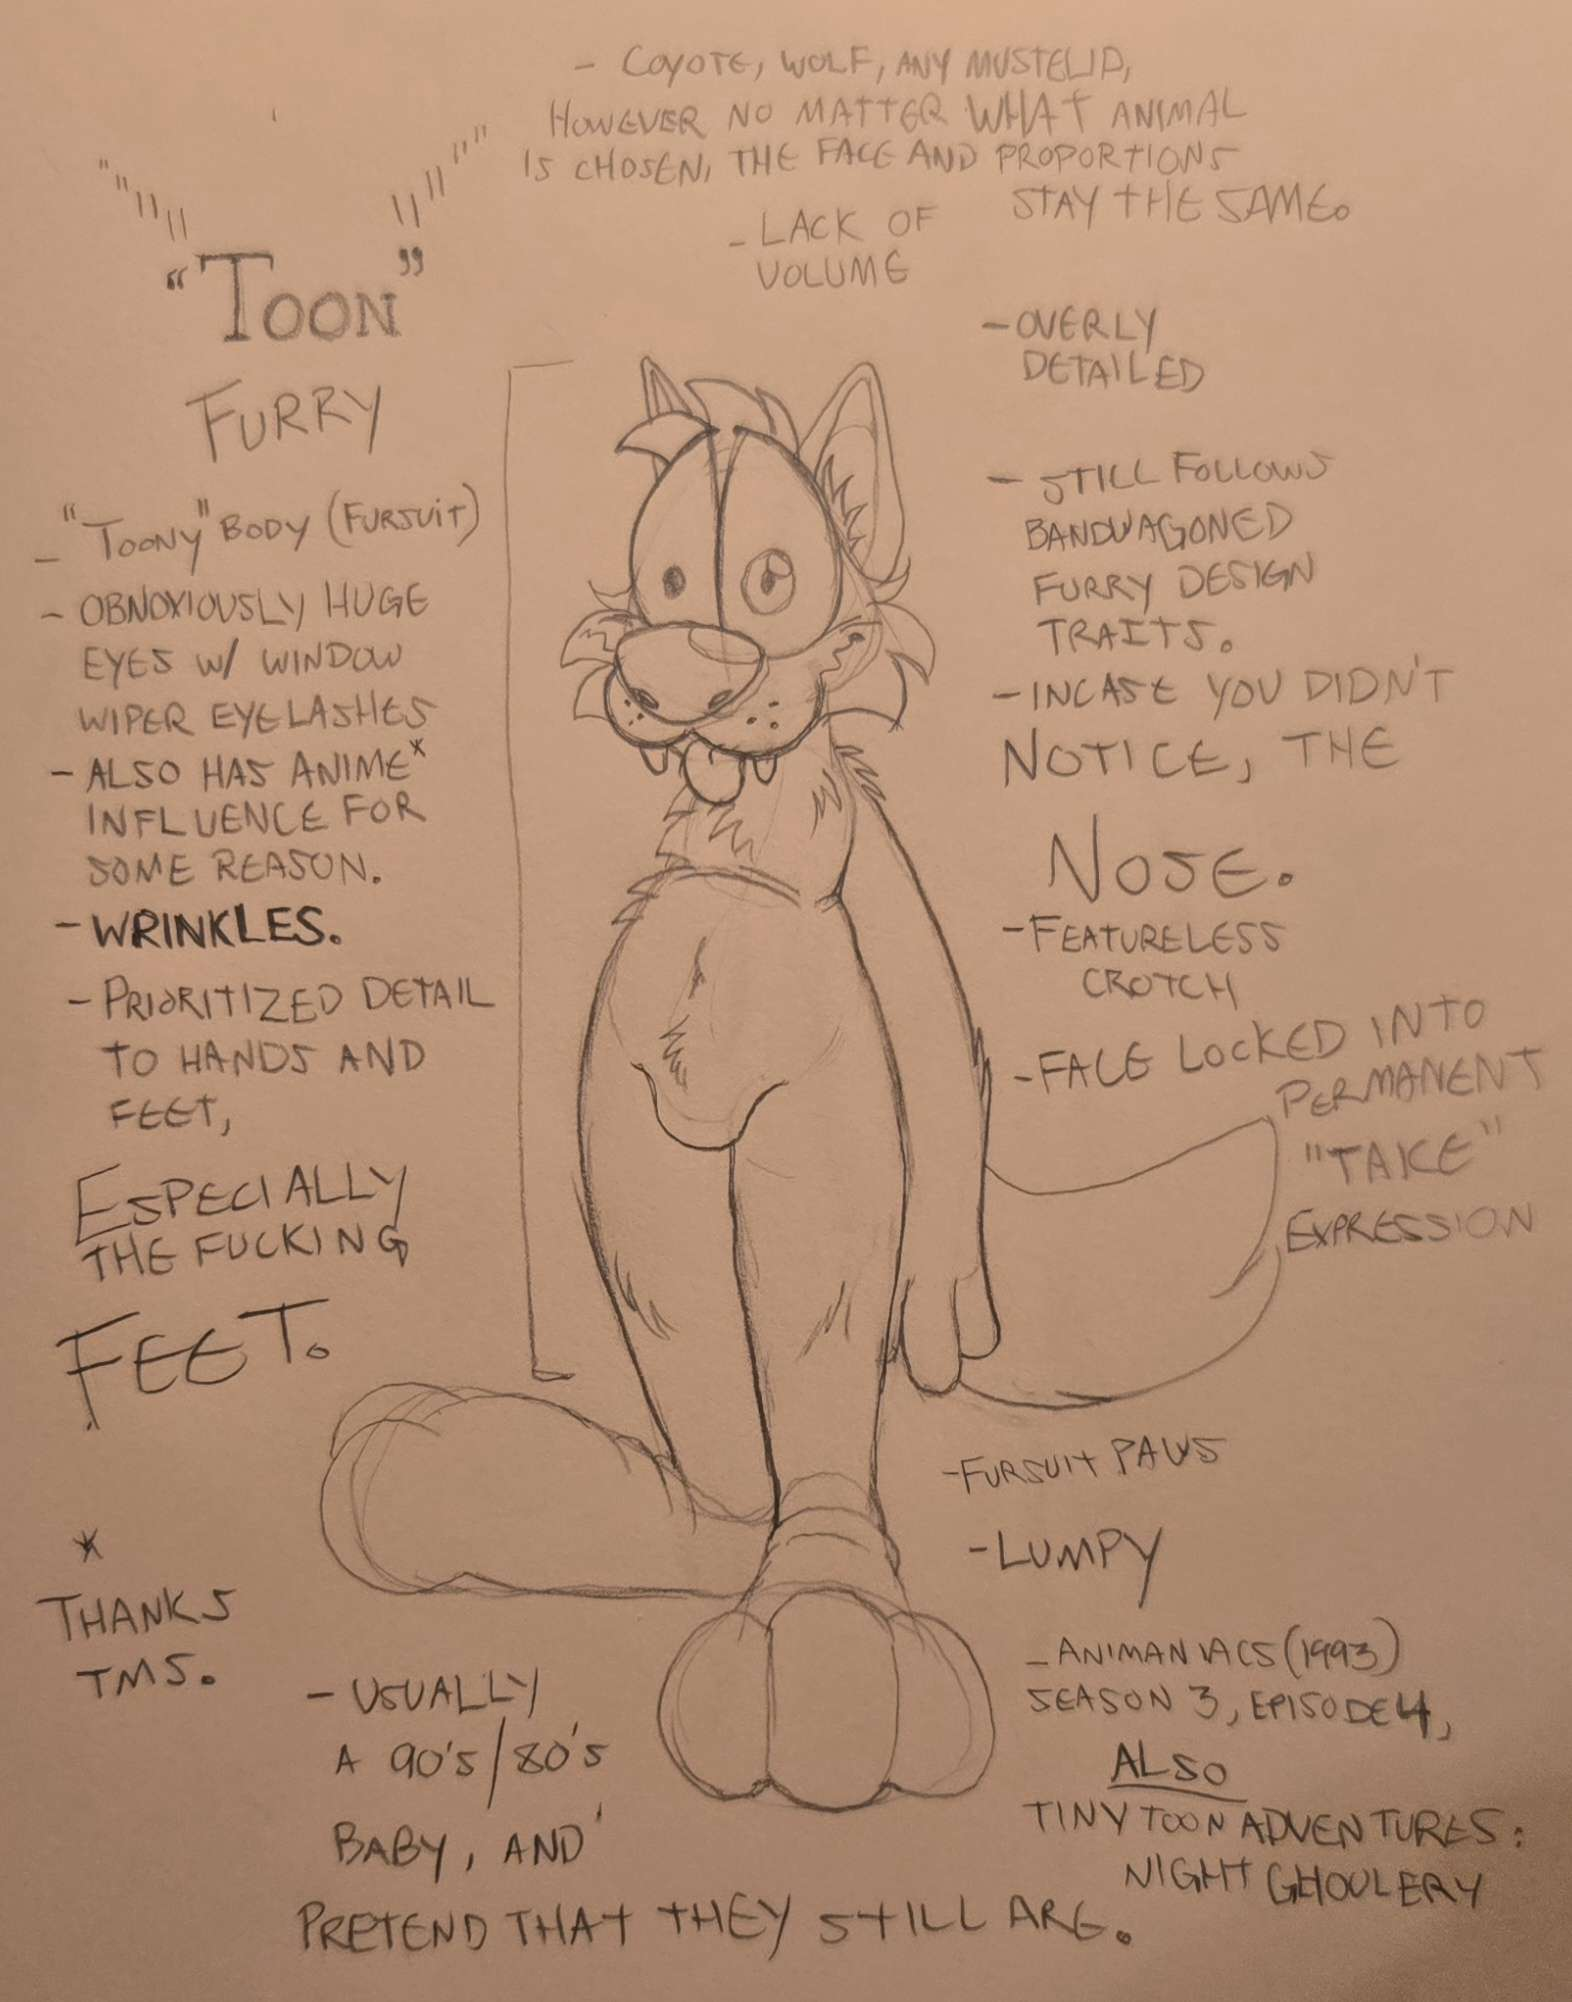 - COYOTE, WOLF, ANY MUSTELID,
HOWEVER NO MATTER WHAT ANIMAL
IS CHOSEN, THE FACE AND PROPORTIONS
STAY THE SAME.
- LACK OF
VOLUME
"TOON"
FURRY
- "TOONY" BODY (FURSUIT)
- OBNOXIOUSLY HUGE
EYES W/ WINDOW
WIPER EYELASHES
- ALSO HAS ANIME*
INFLUENCE FOR
SOME REASON.
- WRINKLES.
- PRIORITIZED DETAIL
TO HANDS AND
FEET,
ESPECIALLY
THE FUCKING
FEET.
*
THANKS
TMS.
- USUALLY
A 90's/80's
BABY, AND
PRETEND THAT THEY STILL ARE.
- OVERLY
DETAILED
- STILL FOLLOWS
BANDWAGONED
FURRY DESIGN
TRAITS.
- INCASE YOU DIDN'T
NOTICE, THE
NOSE.
- FEATURELESS
CROTCH
- FACE LOCKED INTO
PERMANENT
"TAKE"
EXPRESSION
- FURSUIT PAWS
- LUMPY
- ANIMANIACS (1993)
SEASON 3, EPISODE 4,
ALSO
TINY TOON ADVENTURES:
NIGHT GHOULERY